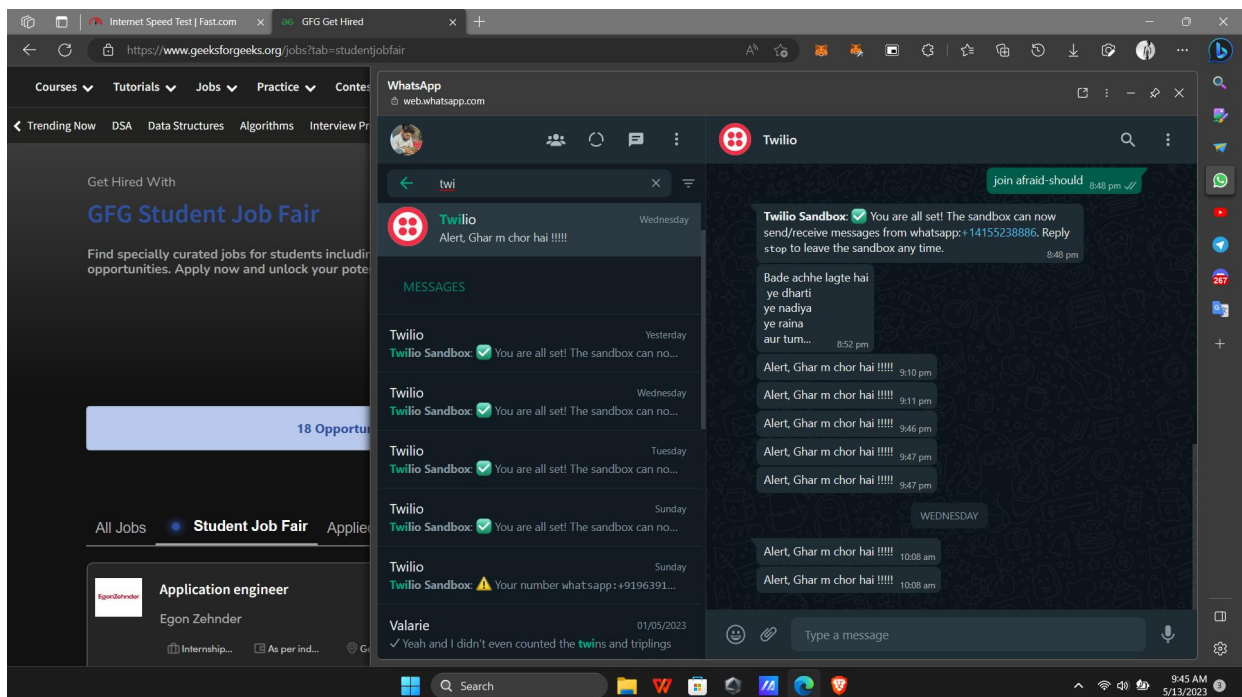 Internet Speed Test | Fast.com
GFG Get Hired
https://www.geeksforgeeks.org/jobs?tab=studentjobfair
Courses
Tutorials
Jobs
Practice
Contes
Trending Now
DSA
Data Structures
Algorithms
Interview Pr
Get Hired With
GFG Student Job Fair
Find specially curated jobs for students includin
opportunities. Apply now and unlock your pote
18 Opportu
All Jobs
Student Job Fair
Applie
EgonZehnder
Application engineer
Egon Zehnder
Internship...
As per ind...
G
WhatsApp
web.whatsapp.com
twi
Twilio
Wednesday
Alert, Ghar m chor hai !!!!!
MESSAGES
Twilio
Yesterday
Twilio Sandbox: ✅ You are all set! The sandbox can no...
Twilio
Wednesday
Twilio Sandbox: ✅ You are all set! The sandbox can no...
Twilio
Tuesday
Twilio Sandbox: ✅ You are all set! The sandbox can no...
Twilio
Sunday
Twilio Sandbox: ✅ You are all set! The sandbox can no...
Twilio
Sunday
Twilio Sandbox: ⚠️ Your number whatsapp:+9196391...
Valarie
01/05/2023
Yeah and I didn't even counted the twins and triplings
Twilio
join afraid-should 8:48 pm
Twilio Sandbox: ✅ You are all set! The sandbox can now
send/receive messages from whatsapp:+14155238886. Reply
stop to leave the sandbox any time.
8:48 pm
Bade achhe lagte hai
ye dharti
ye nadiya
ye raina
aur tum... 8:52 pm
Alert, Ghar m chor hai !!!!! 9:10 pm
Alert, Ghar m chor hai !!!!! 9:11 pm
Alert, Ghar m chor hai !!!!! 9:46 pm
Alert, Ghar m chor hai !!!!! 9:47 pm
Alert, Ghar m chor hai !!!!! 9:47 pm
WEDNESDAY
Alert, Ghar m chor hai !!!!! 10:08 am
Alert, Ghar m chor hai !!!!! 10:08 am
Type a message
267
Search
9:45 AM
5/13/2023
3